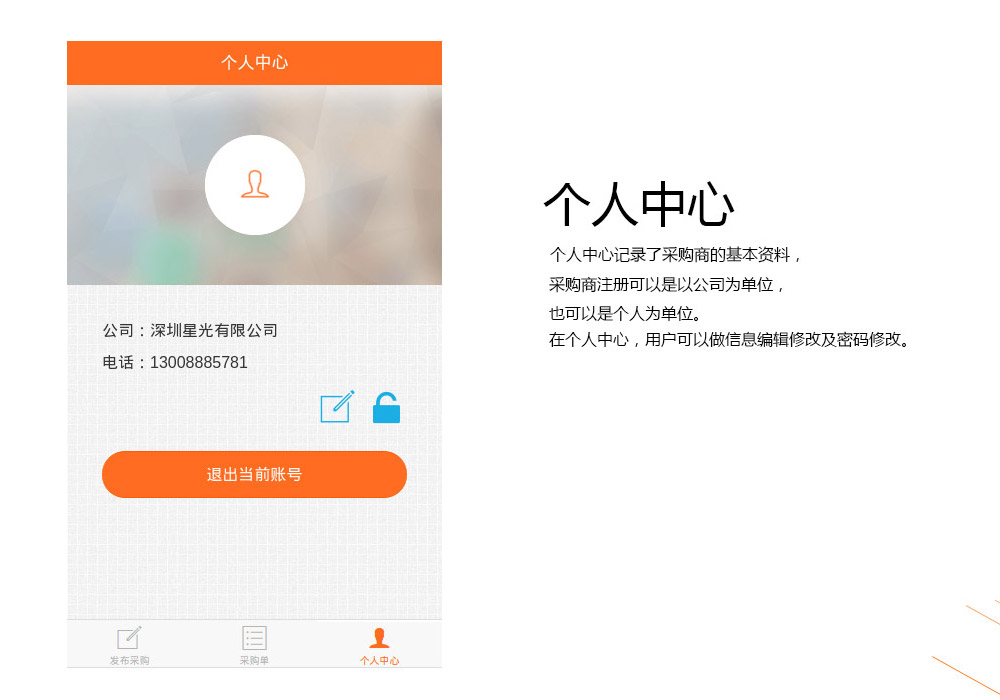 个人中心
公司：深圳星光有限公司
电话：13008885781
退出当前账号
发布采购
采购单
个人中心
个人中心
个人中心记录了采购商的基本资料，
采购商注册可以是以公司为单位，
也可以是个人为单位。
在个人中心，用户可以做信息编辑修改及密码修改。